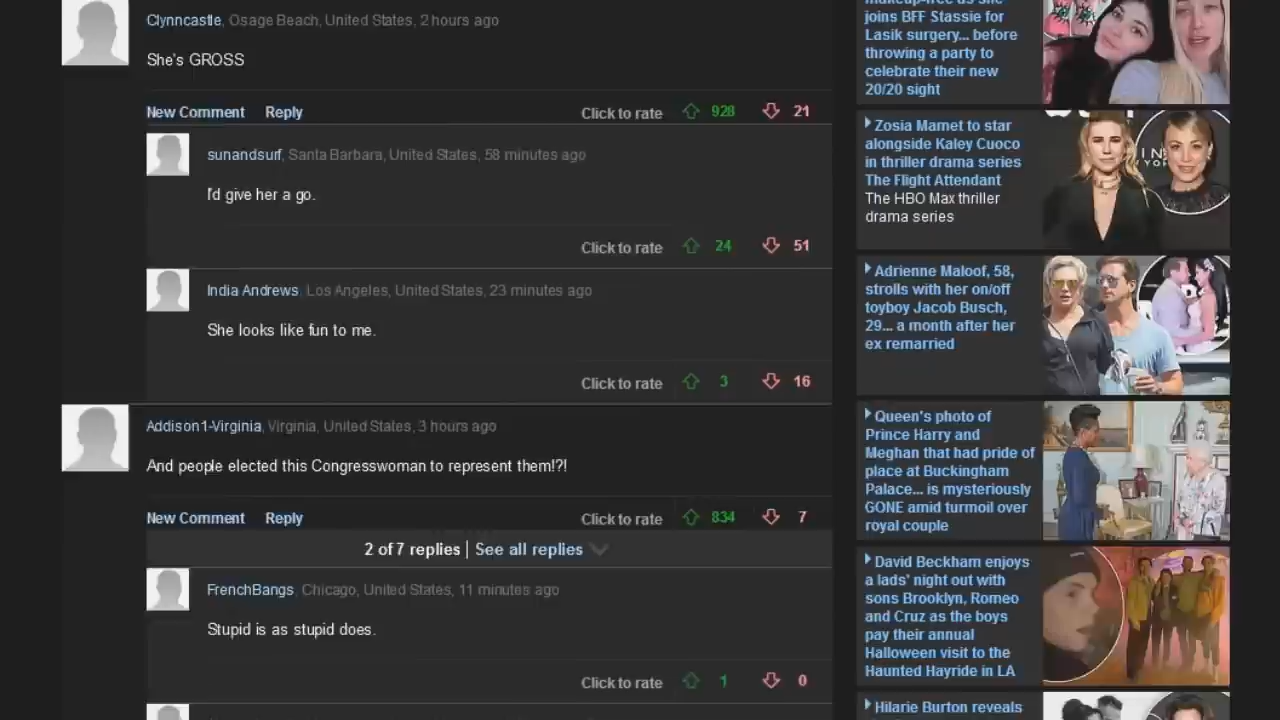 Clynncastle, Osage Beach, United States, 2 hours ago
She's GROSS
New Comment Reply Click to rate 928 21
sunandsurf, Santa Barbara, United States, 58 minutes ago
I'd give her a go.
Click to rate 24 51
India Andrews, Los Angeles, United States, 23 minutes ago
She looks like fun to me.
Click to rate 3 16
Addison1-Virginia, Virginia, United States, 3 hours ago
And people elected this Congresswoman to represent them!?!
New Comment Reply Click to rate 834 7
2 of 7 replies | See all replies
FrenchBangs, Chicago, United States, 11 minutes ago
Stupid is as stupid does.
Click to rate 1 0
makeup-free as she
joins BFF Stassie for
Lasik surgery... before
throwing a party to
celebrate their new
20/20 sight
Zosia Mamet to star
alongside Kaley Cuoco
in thriller drama series
The Flight Attendant
The HBO Max thriller
drama series
Adrienne Maloof, 58,
strolls with her on/off
toyboy Jacob Busch,
29... a month after her
ex remarried
Queen's photo of
Prince Harry and
Meghan that had pride of
place at Buckingham
Palace... is mysteriously
GONE amid turmoil over
royal couple
David Beckham enjoys
a lads' night out with
sons Brooklyn, Romeo
and Cruz as the boys
pay their annual
Halloween visit to the
Haunted Hayride in LA
Hilarie Burton reveals